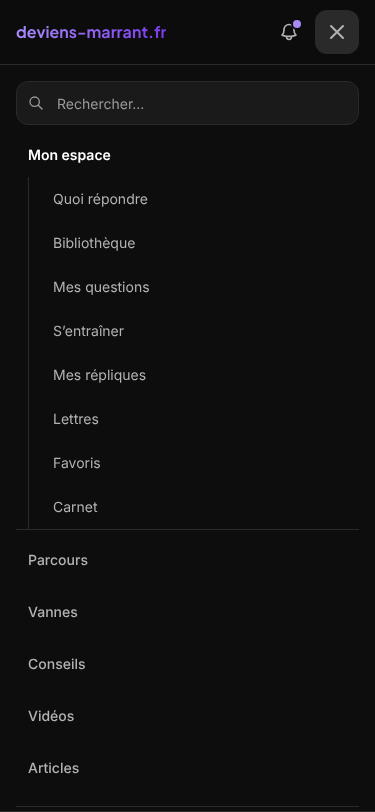 deviens-marrant.fr
Rechercher...
Mon espace
Quoi répondre
Bibliothèque
Mes questions
S’entraîner
Mes répliques
Lettres
Favoris
Carnet
Parcours
Vannes
Conseils
Vidéos
Articles